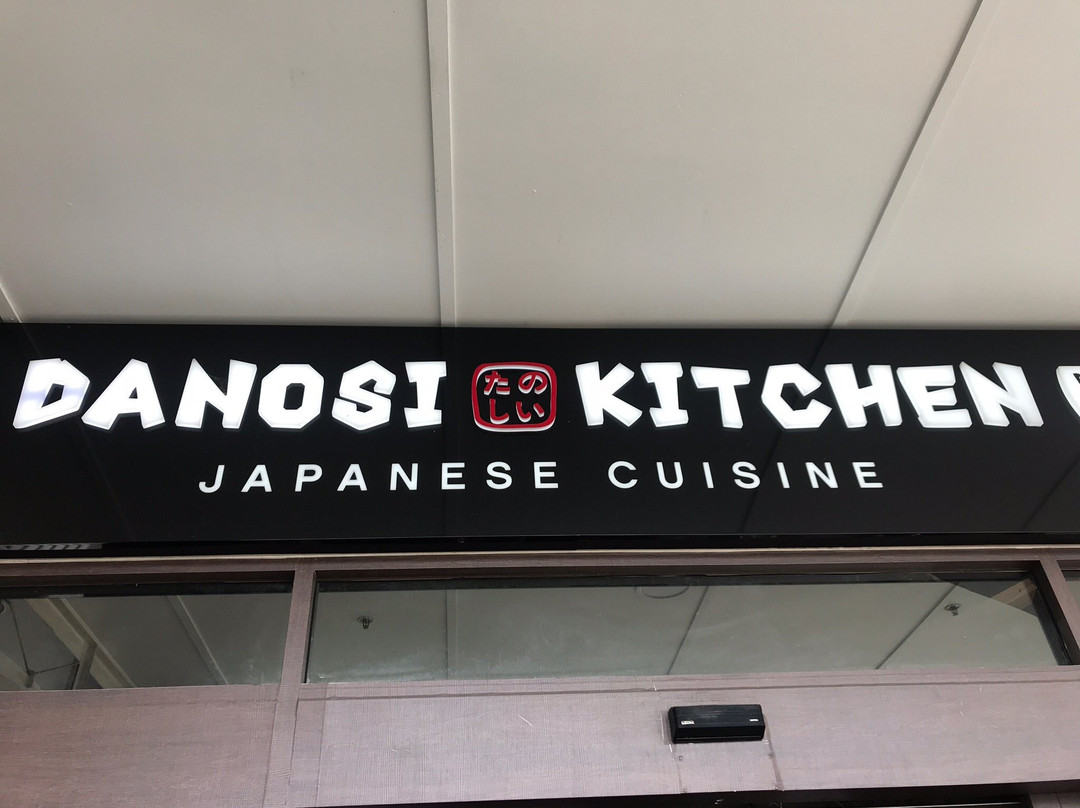 DANOSI たのしい KITCHEN
JAPANESE CUISINE